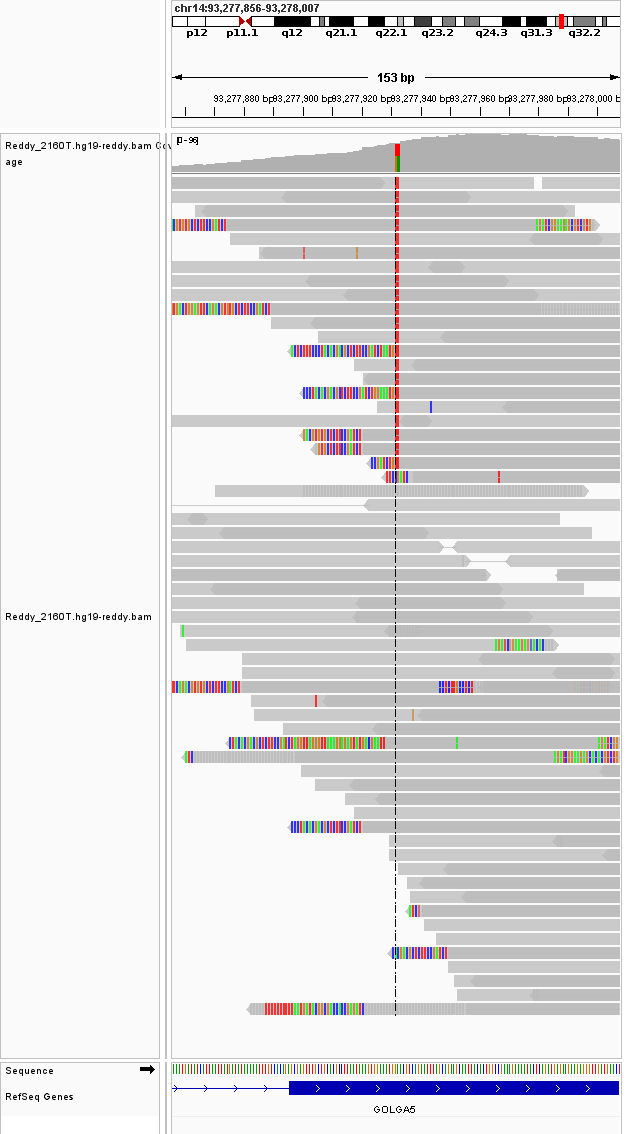 chr14:93,277,856-93,278,007
p12 p11.1 q12 q21.1 q22.1 q23.2 q24.3 q31.3 q32.2
153 bp
93,277,880 bp 93,277,900 bp 93,277,920 bp 93,277,940 bp 93,277,960 bp 93,277,980 bp 93,278,000 b
Reddy_2160T.hg19-reddy.bam Cov
age
[0-96]
Reddy_2160T.hg19-reddy.bam
Sequence
RefSeq Genes
GOLGA5